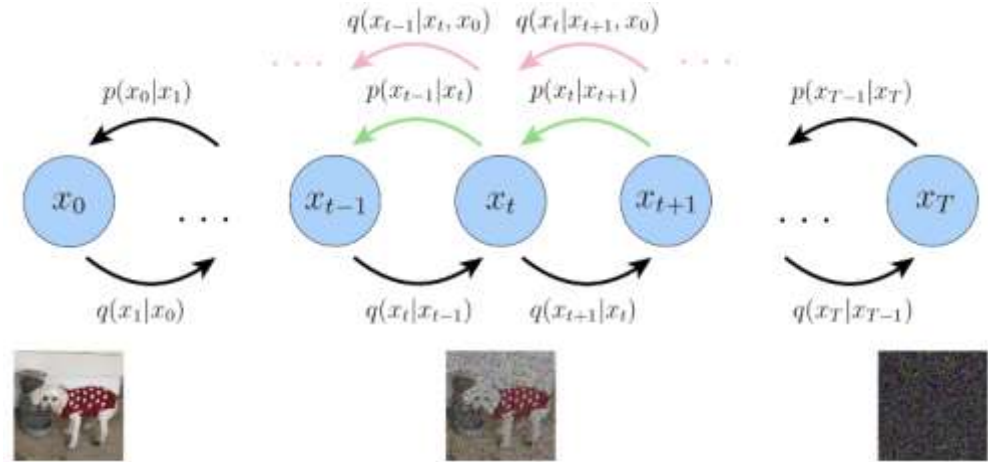 q(x_{t-1}|x_t, x_0) q(x_t|x_{t+1}, x_0)
. . . . . .
p(x_0|x_1) p(x_{t-1}|x_t) p(x_t|x_{t+1}) p(x_{T-1}|x_T)
x_0 . . . x_{t-1} x_t x_{t+1} . . . x_T
q(x_1|x_0) q(x_t|x_{t-1}) q(x_{t+1}|x_t) q(x_T|x_{T-1})